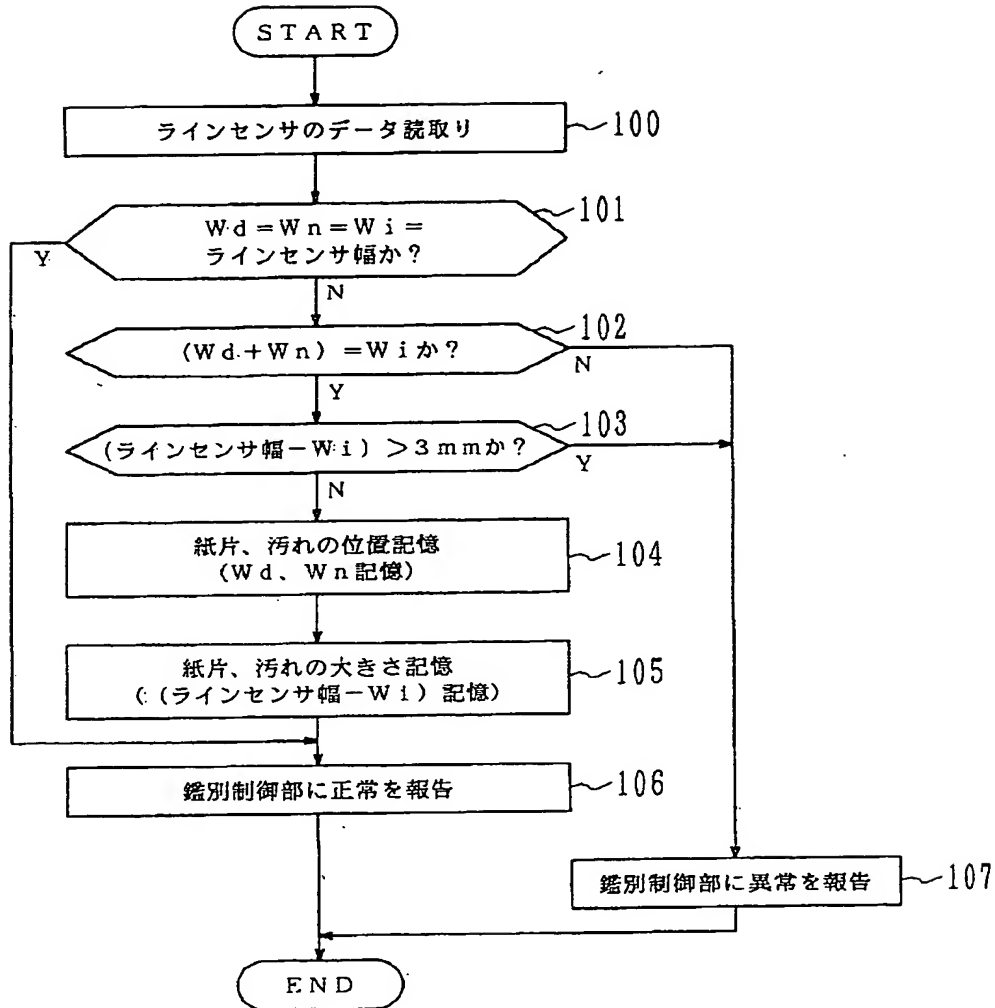 START
ラインセンサのデータ読取り
100
Wd=Wn=Wi=
ラインセンサ幅か?
101
Y
N
(Wd+Wn)=Wiか?
102
N
Y
(ラインセンサ幅-Wi)>3mmか?
103
Y
N
紙片、汚れの位置記憶
(Wd、Wn記憶)
104
紙片、汚れの大きさ記憶
((ラインセンサ幅-Wi)記憶)
105
鑑別制御部に正常を報告
106
鑑別制御部に異常を報告
107
END